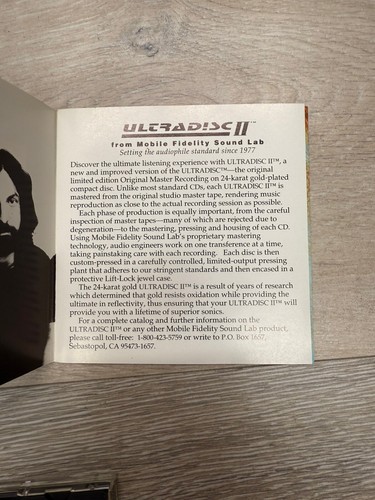 ULTRADISC II™
from Mobile Fidelity Sound Lab
Setting the audiophile standard since 1977
Discover the ultimate listening experience with ULTRADISC II™, a
new and improved version of the ULTRADISC™—the original
limited edition Original Master Recording on 24-karat gold-plated
compact disc. Unlike most standard CDs, each ULTRADISC II™ is
mastered from the original studio master tape, rendering music
reproduction as close to the actual recording session as possible.
Each phase of production is equally important, from the careful
inspection of master tapes—many of which are rejected due to
degeneration—to the mastering, pressing and housing of each CD.
Using Mobile Fidelity Sound Lab's proprietary mastering
technology, audio engineers work on one transference at a time,
taking painstaking care with each recording. Each disc is then
custom-pressed in a carefully controlled, limited-output pressing
plant that adheres to our stringent standards and then encased in a
protective Lift-Lock jewel case.
The 24-karat gold ULTRADISC II™ is a result of years of research
which determined that gold resists oxidation while providing the
ultimate in reflectivity, thus ensuring that your ULTRADISC II™ will
provide you with a lifetime of superior sonics.
For a complete catalog and further information on the
ULTRADISC II™ or any other Mobile Fidelity Sound Lab product,
please call toll-free: 1-800-423-5759 or write to P.O. Box 1657,
Sebastopol, CA 95473-1657.